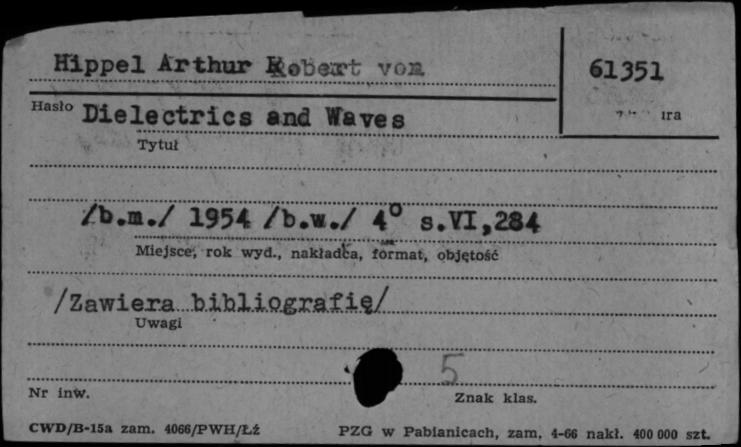 Hippel Arthur Robert von
61351
Hasło Dielectrics and Waves
Tytuł
/b.m./ 1954 /b.w./ 4° s.VI,284
Miejsce, rok wyd., nakładca, format, objętość
/Zawiera bibliografię/
Uwagi
5
Nr inw.
Znak klas.
CWD/B-15a zam. 4066/PWH/Łź
PZG w Pabianicach, zam. 4-66 nakł. 400 000 szt.